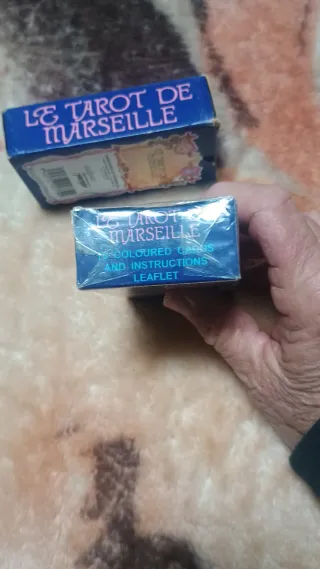 LE TAROT DE
MARSEILLE
LE TAROT DE
MARSEILLE
COLOURED CARDS
AND INSTRUCTIONS
LEAFLET